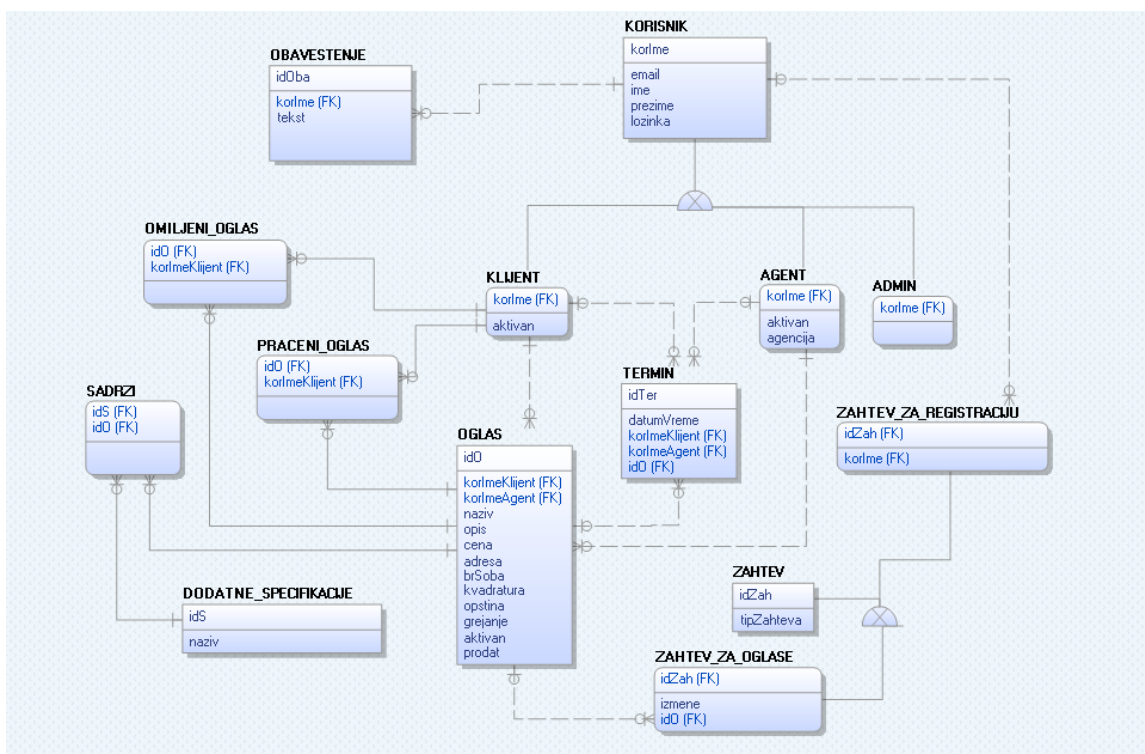 KORISNIK
korIme
email
ime
prezime
lozinka
OBAVESTENJE
idOba
korIme (FK)
tekst
OMILJENI_OGLAS
idO (FK)
korImeKlijent (FK)
KLIJENT
korIme (FK)
aktivan
AGENT
korIme (FK)
aktivan
agencija
ADMIN
korIme (FK)
PRACENI_OGLAS
idO (FK)
korImeKlijent (FK)
TERMIN
idTer
datumVreme
korImeKlijent (FK)
korImeAgent (FK)
idO (FK)
SADRZI
idS (FK)
idO (FK)
ZAHTEV_ZA_REGISTRACIJU
idZah (FK)
korIme (FK)
OGLAS
idO
korImeKlijent (FK)
korImeAgent (FK)
naziv
opis
cena
adresa
brSoba
kvadratura
opstina
grejanje
aktivan
prodat
DODATNE_SPECIFIKACIJE
idS
naziv
ZAHTEV
idZah
tipZahteva
ZAHTEV_ZA_OGLASE
idZah (FK)
izmene
idO (FK)